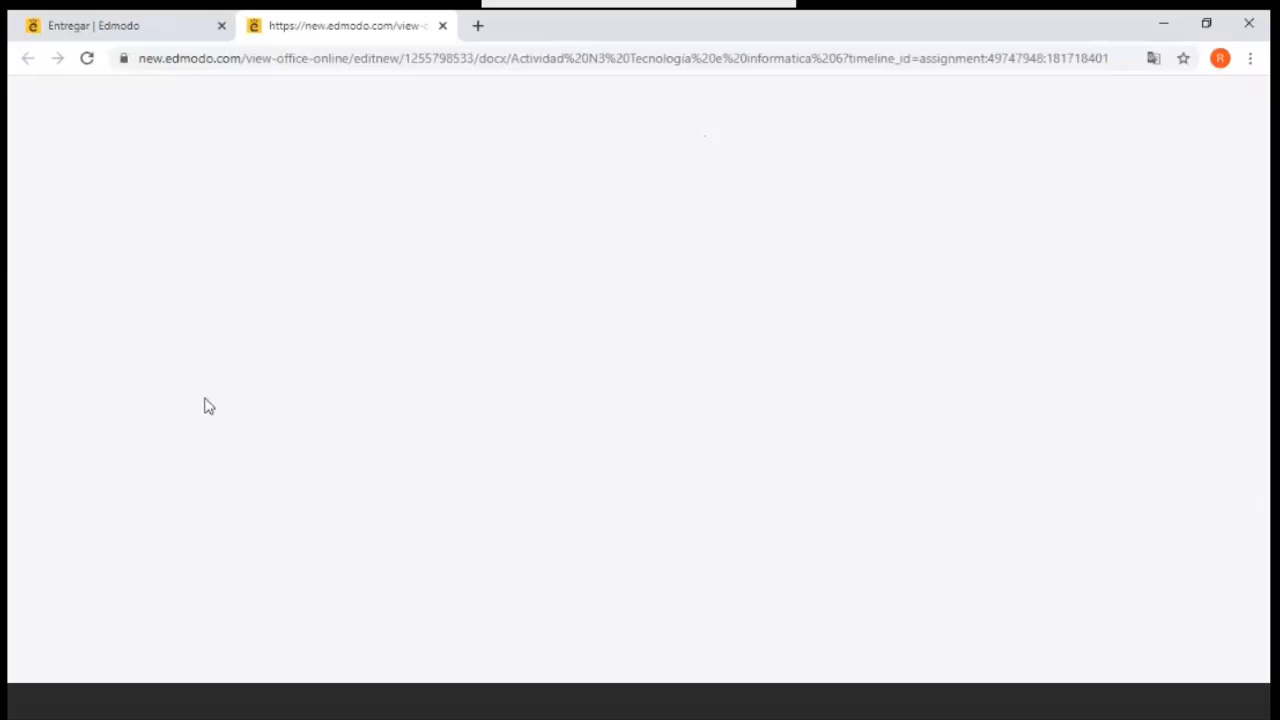 Entregar | Edmodo
https://new.edmodo.com/view-c
new.edmodo.com/view-office-online/editnew/1255798533/docx/Actividad%20N3%20Tecnología%20e%20informatica%206?timeline_id=assignment:49747948:181718401
R